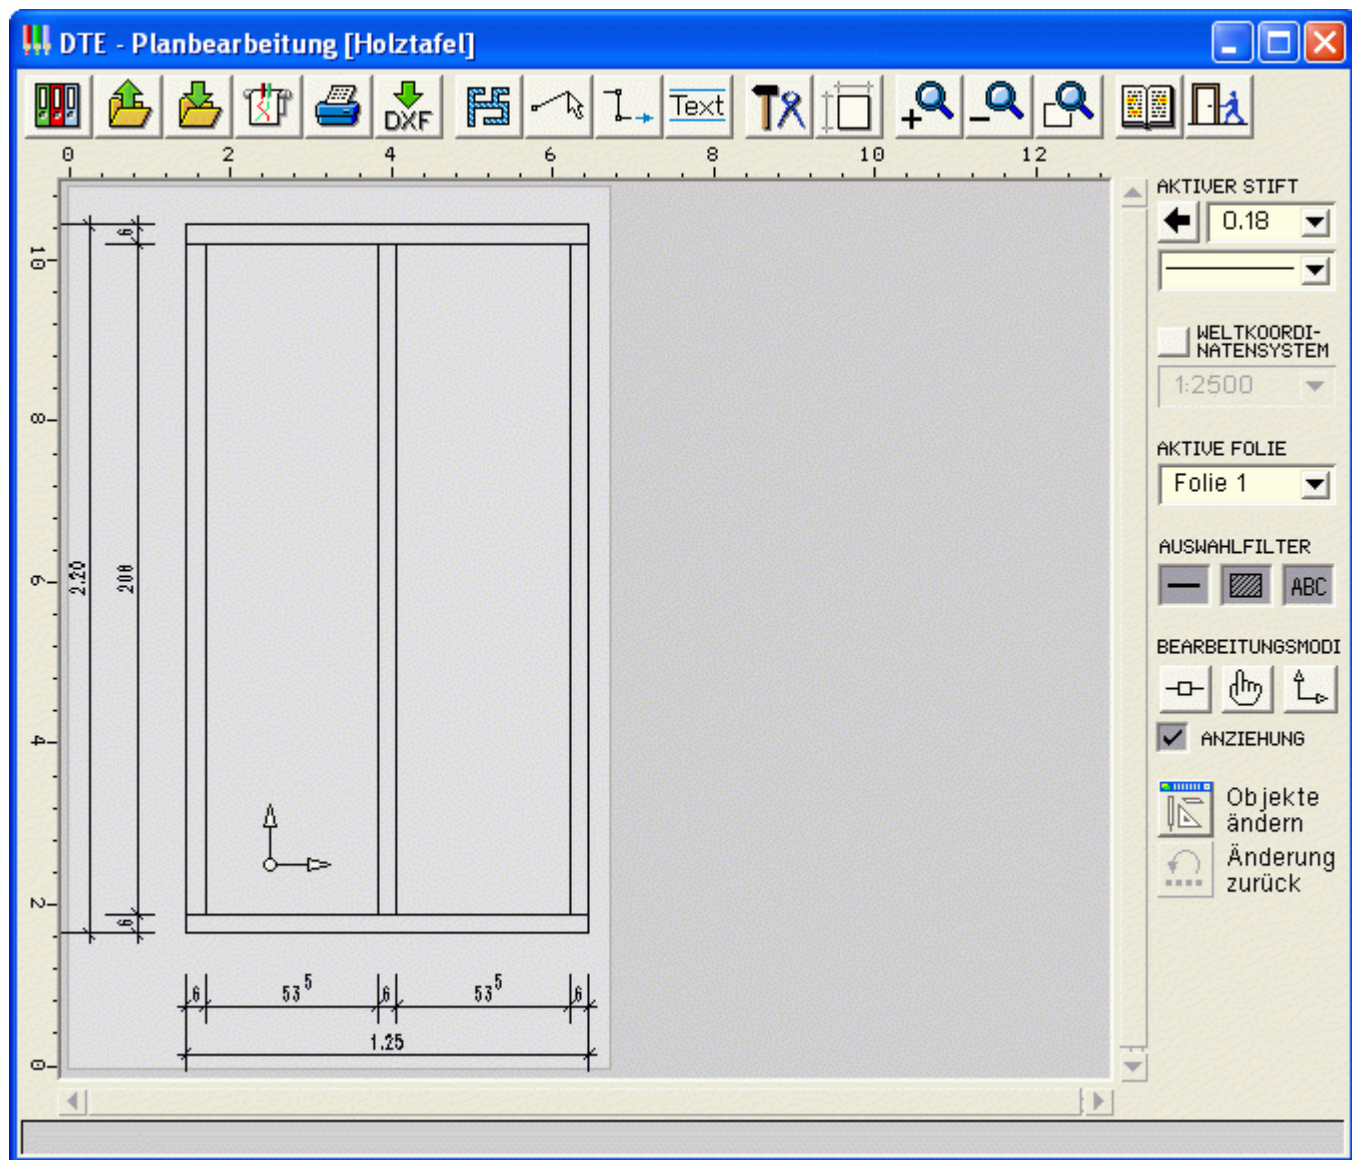 DTE - Planbearbeitung [Holztafel]
DXF
Text
0 2 4 6 8 10 12
AKTIVER STIFT
0.18
WELTKOORDI-
NATENSYSTEM
1:2500
AKTIVE FOLIE
Folie 1
AUSWAHLFILTER
ABC
BEARBEITUNGSMODI
ANZIEHUNG
Objekte
ändern
Änderung
zurück
10
8
6
4
2
0
6
2.20
208
6
6 53 5 6 53 5 6
1.25